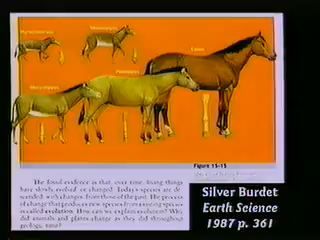 Equus
Figure 15-15
The fossil evidence is that, over time, living things
have slowly evolved or changed. Today's species are de-
scended, with changes, from those of the past. The process
of change that produces new species from existing species
is called evolution. How can we explain evolution? Why
did animals and plants change as they did throughout
geologic time?
Silver Burdet
Earth Science
1987 p. 361